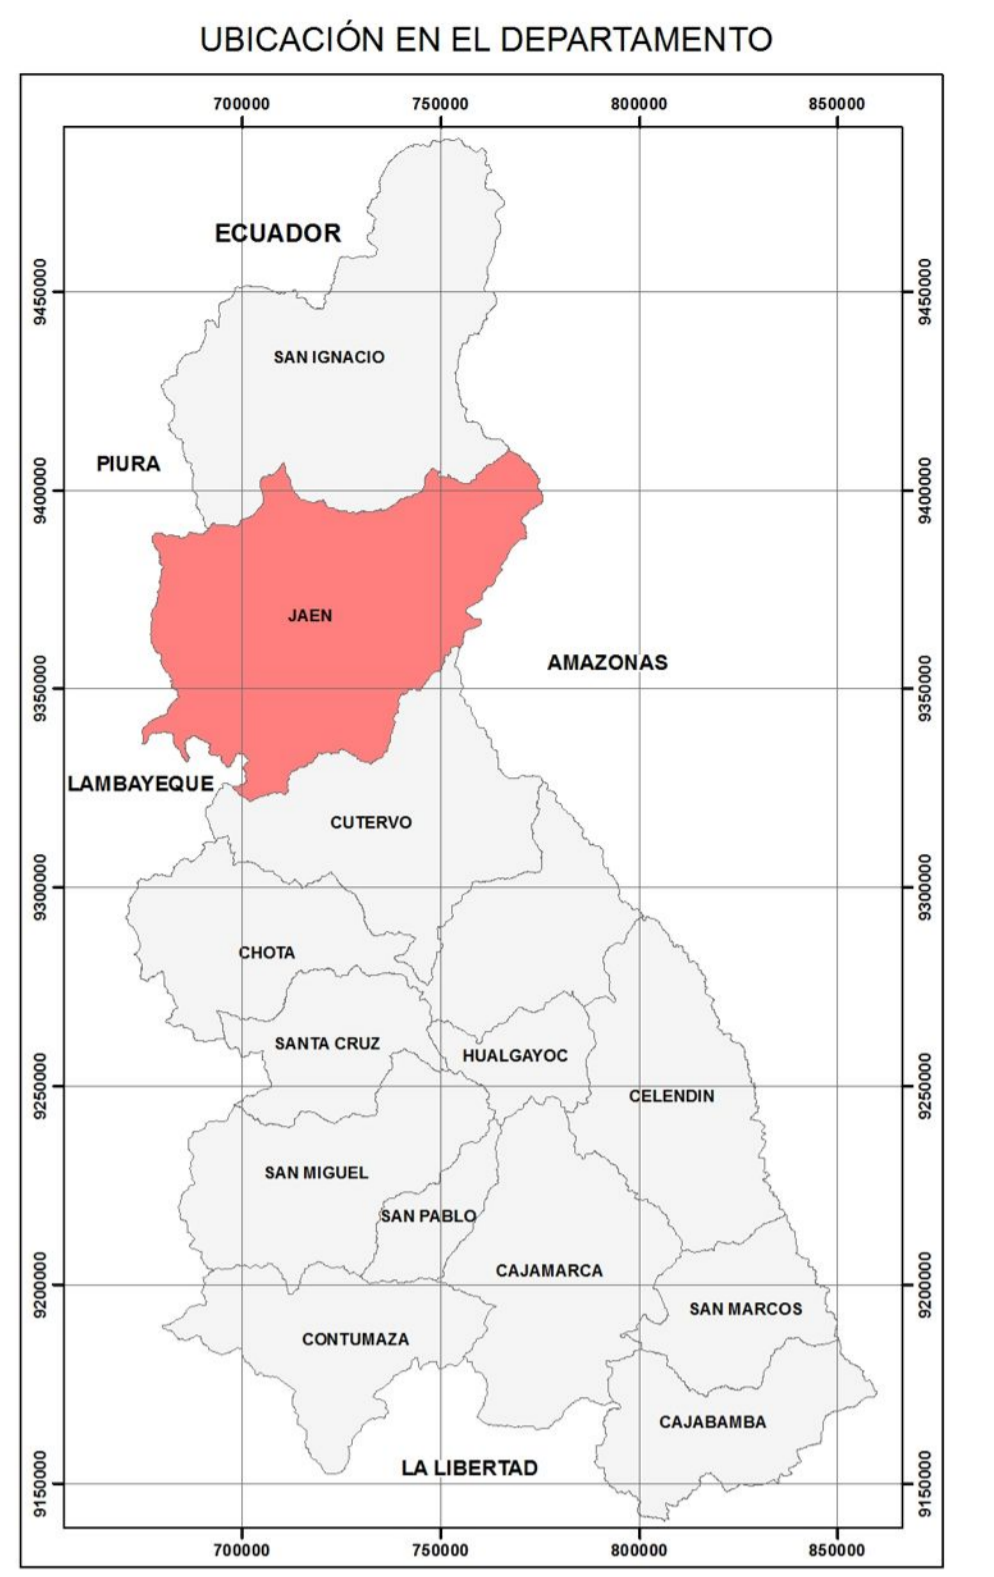 UBICACIÓN EN EL DEPARTAMENTO
700000 750000 800000 850000
ECUADOR
9450000 9450000
SAN IGNACIO
PIURA
9400000 9400000
JAEN
AMAZONAS
9350000 9350000
LAMBAYEQUE
CUTERVO
9300000 9300000
CHOTA
SANTA CRUZ
HUALGAYOC
9250000 9250000
CELENDIN
SAN MIGUEL
SAN PABLO
CAJAMARCA
9200000 9200000
SAN MARCOS
CONTUMAZA
CAJABAMBA
LA LIBERTAD
9150000 9150000
700000 750000 800000 850000